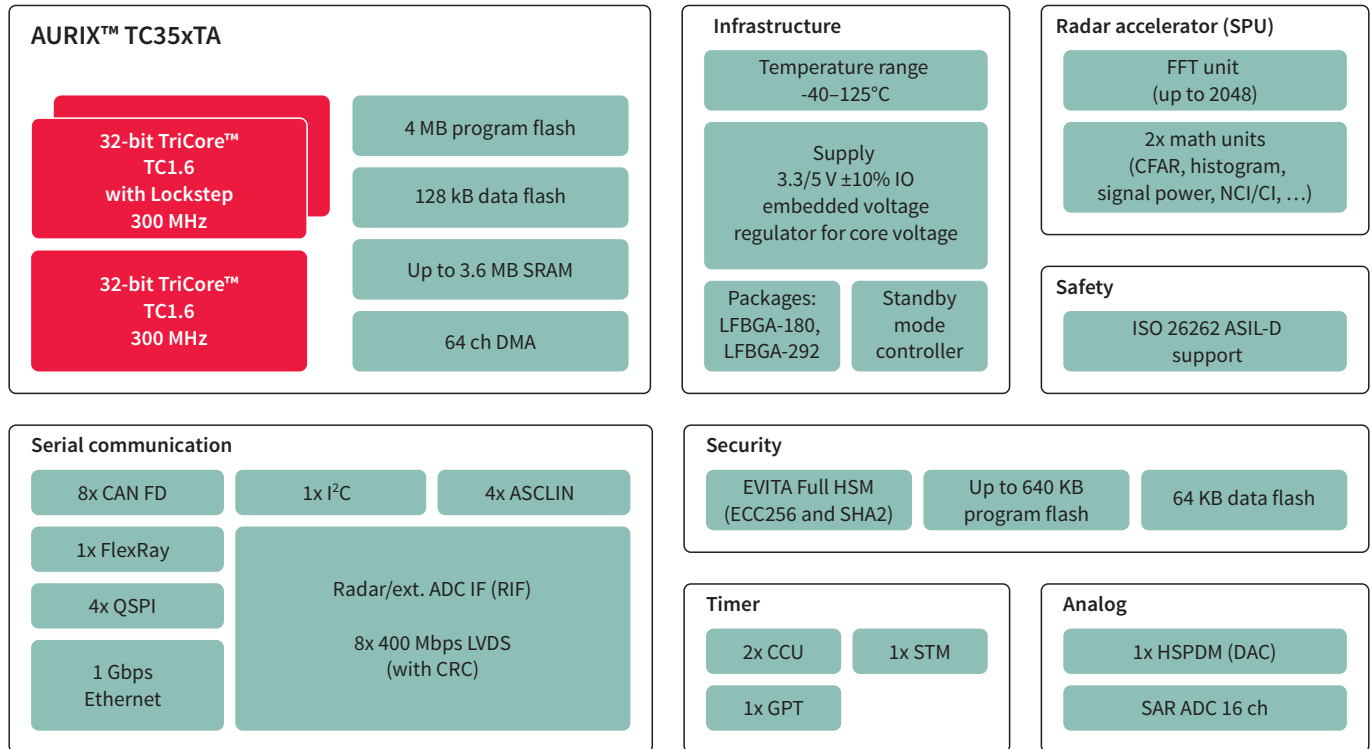 AURIX™ TC35xTA
32-bit TriCore™
TC1.6
with Lockstep
300 MHz
32-bit TriCore™
TC1.6
300 MHz
4 MB program flash
128 kB data flash
Up to 3.6 MB SRAM
64 ch DMA
Infrastructure
Temperature range
-40–125°C
Supply
3.3/5 V ±10% IO
embedded voltage
regulator for core voltage
Packages:
LFBGA-180,
LFBGA-292
Standby
mode
controller
Radar accelerator (SPU)
FFT unit
(up to 2048)
2x math units
(CFAR, histogram,
signal power, NCI/CI, …)
Safety
ISO 26262 ASIL-D
support
Serial communication
8x CAN FD
1x I²C
4x ASCLIN
1x FlexRay
4x QSPI
1 Gbps
Ethernet
Radar/ext. ADC IF (RIF)
8x 400 Mbps LVDS
(with CRC)
Security
EVITA Full HSM
(ECC256 and SHA2)
Up to 640 KB
program flash
64 KB data flash
Timer
2x CCU
1x STM
1x GPT
Analog
1x HSPDM (DAC)
SAR ADC 16 ch